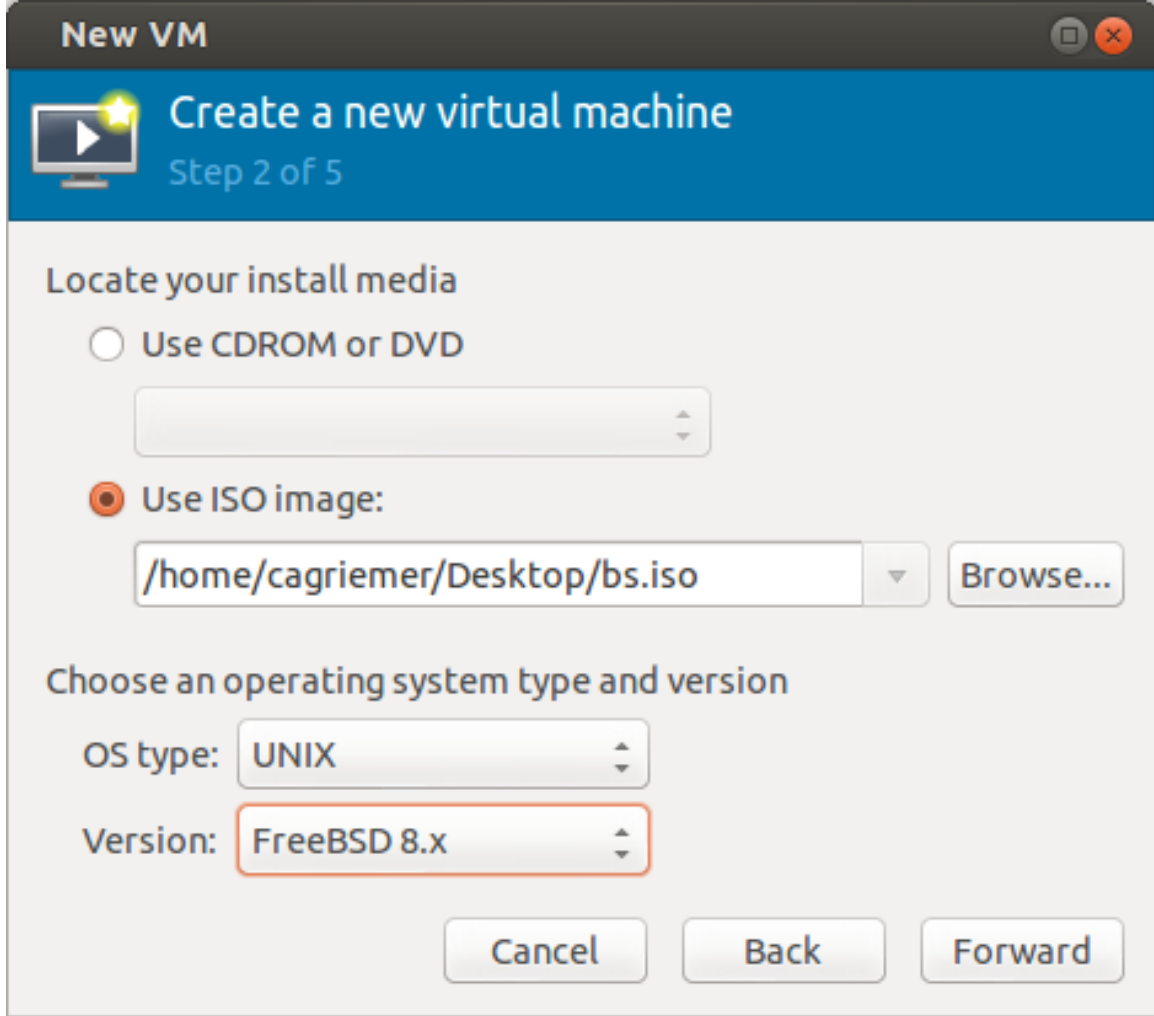 New VM
Create a new virtual machine
Step 2 of 5
Locate your install media
Use CDROM or DVD
Use ISO image:
/home/cagriemer/Desktop/bs.iso
Browse...
Choose an operating system type and version
OS type: UNIX
Version: FreeBSD 8.x
Cancel Back Forward